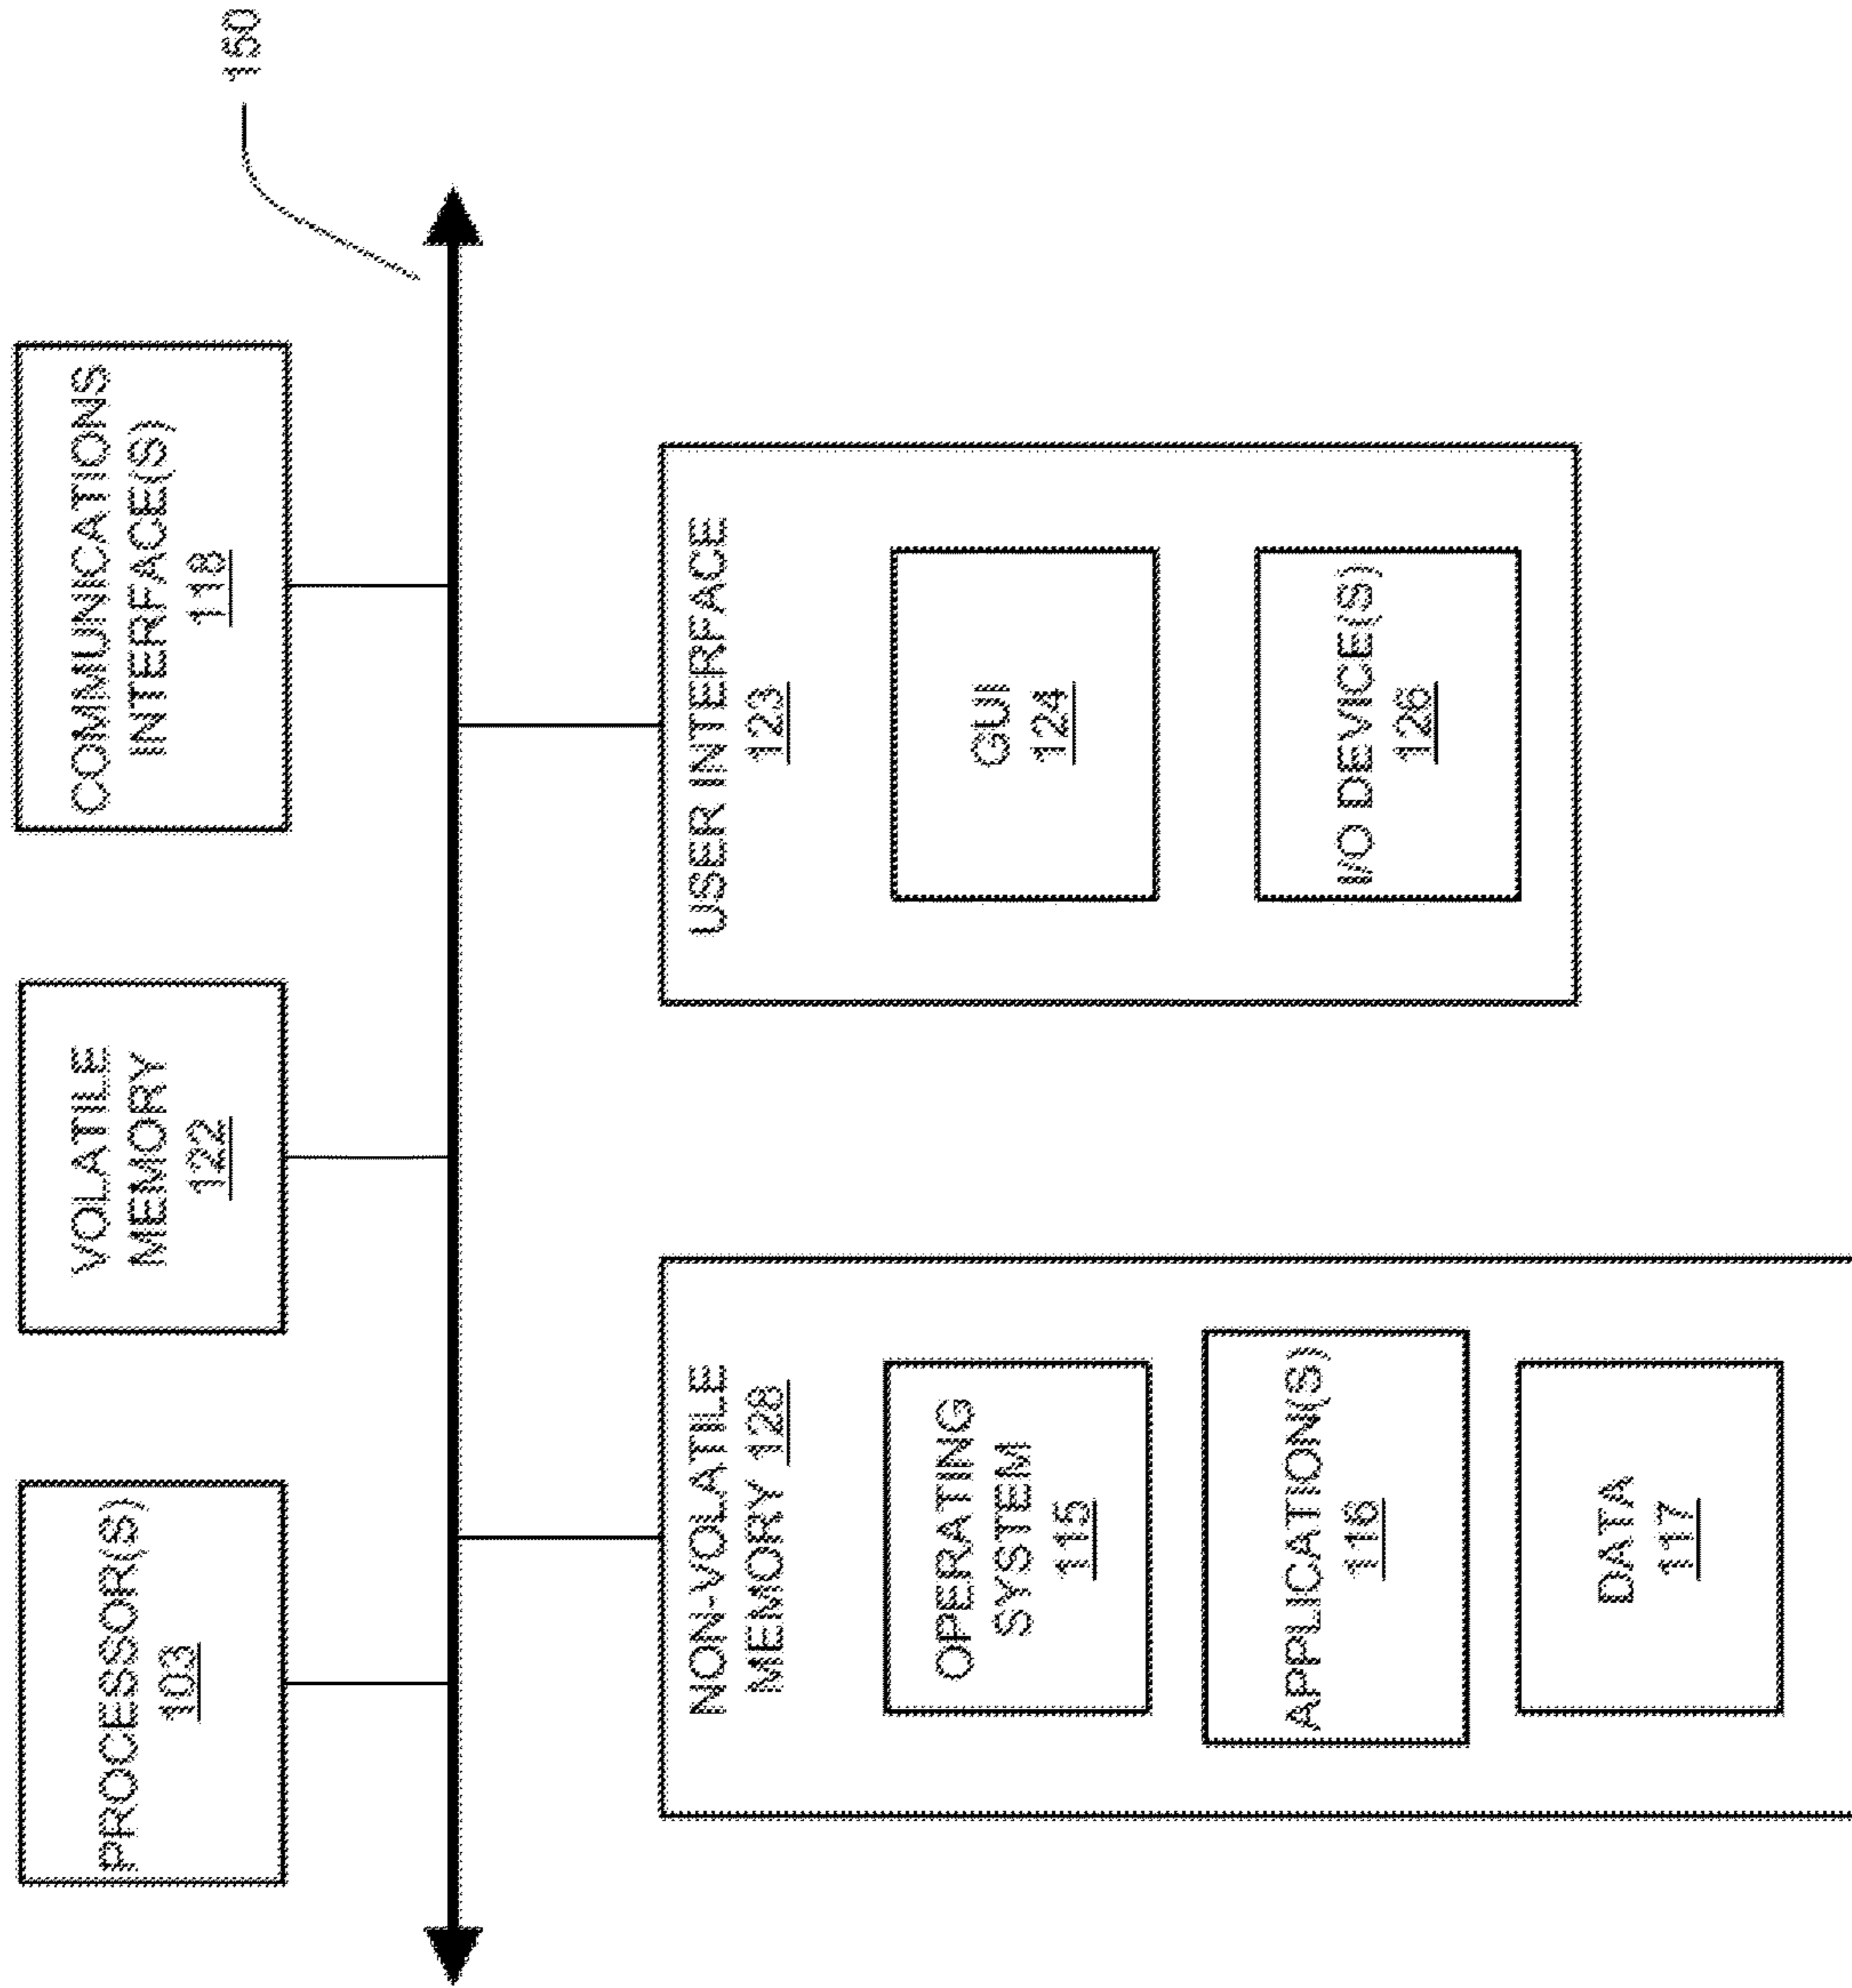 PROCESSOR(S)
103
VOLATILE
MEMORY
122
COMMUNICATIONS
INTERFACE(S)
118
150
NON-VOLATILE
MEMORY 128
OPERATING
SYSTEM
115
APPLICATION(S)
116
DATA
117
USER INTERFACE
123
GUI
124
I/O DEVICE(S)
126